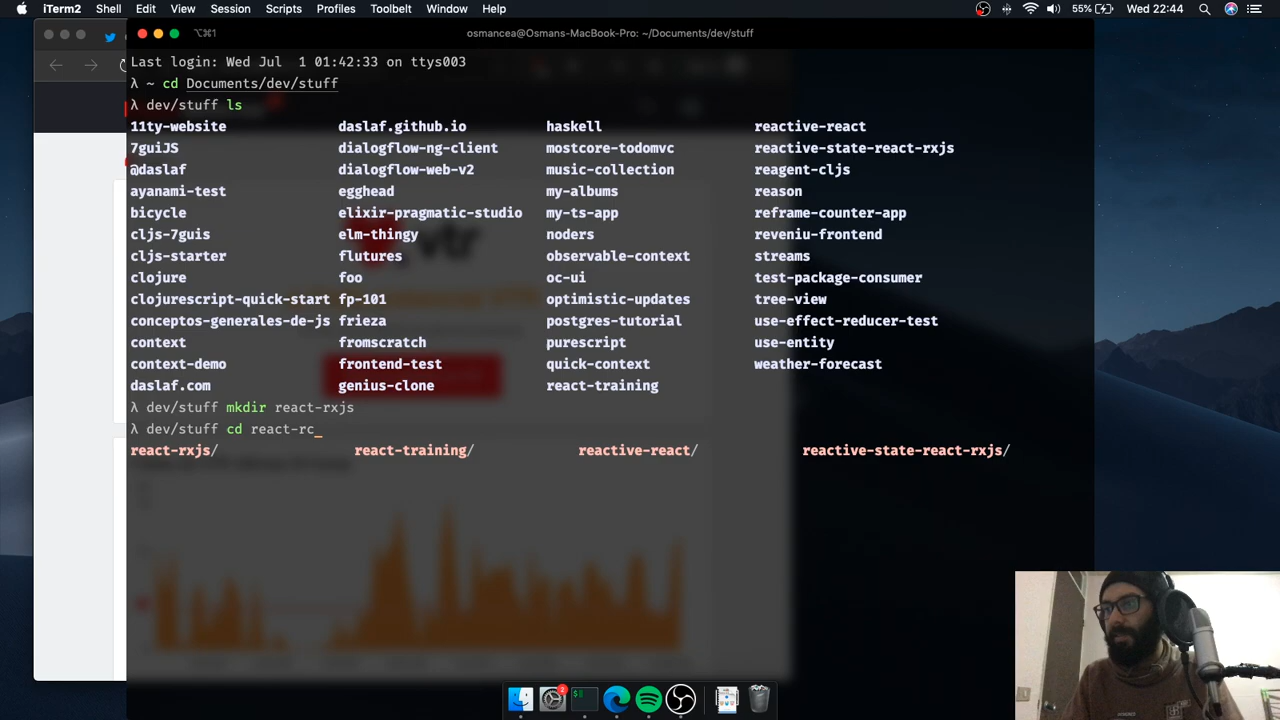 iTerm2 Shell Edit View Session Scripts Profiles Toolbelt Window Help 55% Wed 22:44
⌥⌘1 osmancea@Osmans-MacBook-Pro: ~/Documents/dev/stuff
Last login: Wed Jul  1 01:42:33 on ttys003
λ ~ cd Documents/dev/stuff
λ dev/stuff ls
11ty-website daslaf.github.io haskell reactive-react
7guiJS dialogflow-ng-client mostcore-todomvc reactive-state-react-rxjs
@daslaf dialogflow-web-v2 music-collection reagent-cljs
ayanami-test egghead my-albums reason
bicycle elixir-pragmatic-studio my-ts-app reframe-counter-app
cljs-7guis elm-thingy noders reveniu-frontend
cljs-starter flutures observable-context streams
clojure foo oc-ui test-package-consumer
clojurescript-quick-start fp-101 optimistic-updates tree-view
conceptos-generales-de-js frieza postgres-tutorial use-effect-reducer-test
context fromscratch purescript use-entity
context-demo frontend-test quick-context weather-forecast
daslaf.com genius-clone react-training
λ dev/stuff mkdir react-rxjs
λ dev/stuff cd react-rc_
react-rxjs/ react-training/ reactive-react/ reactive-state-react-rxjs/
vtr
2